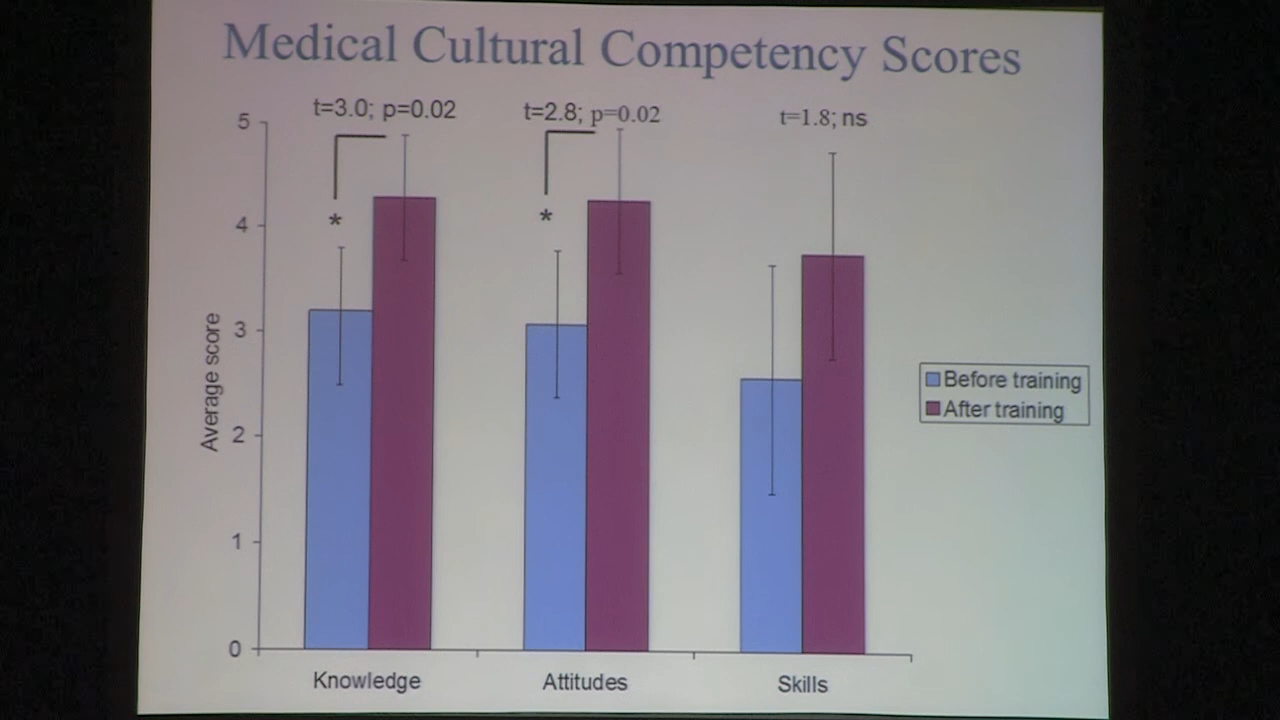 Medical Cultural Competency Scores
t=3.0; p=0.02
t=2.8; p=0.02
t=1.8; ns
*
*
5
4
3
2
1
0
Average score
Before training
After training
Knowledge
Attitudes
Skills